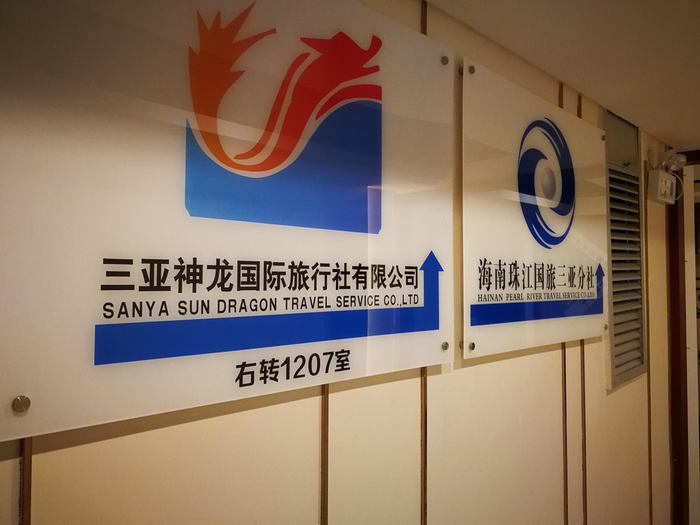 三亚神龙国际旅行社有限公司
SANYA SUN DRAGON TRAVEL SERVICE CO.,LTD
右转1207室
海南珠江国旅三亚分社
HAINAN PEARL RIVER TRAVEL SERVICE CO.,LTD